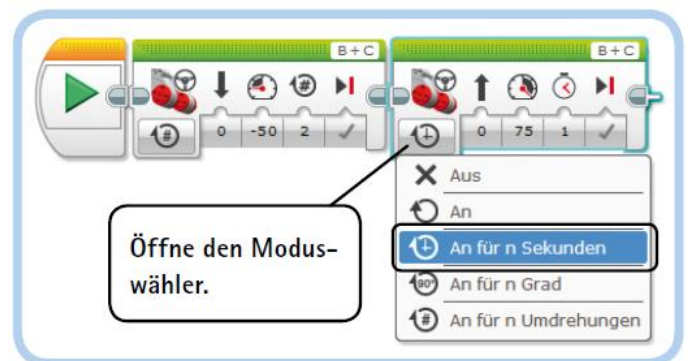 B+C
B+C
#
0 -50 2
0 75 1
Aus
An
An für n Sekunden
90° An für n Grad
# An für n Umdrehungen
Öffne den Modus-
wähler.